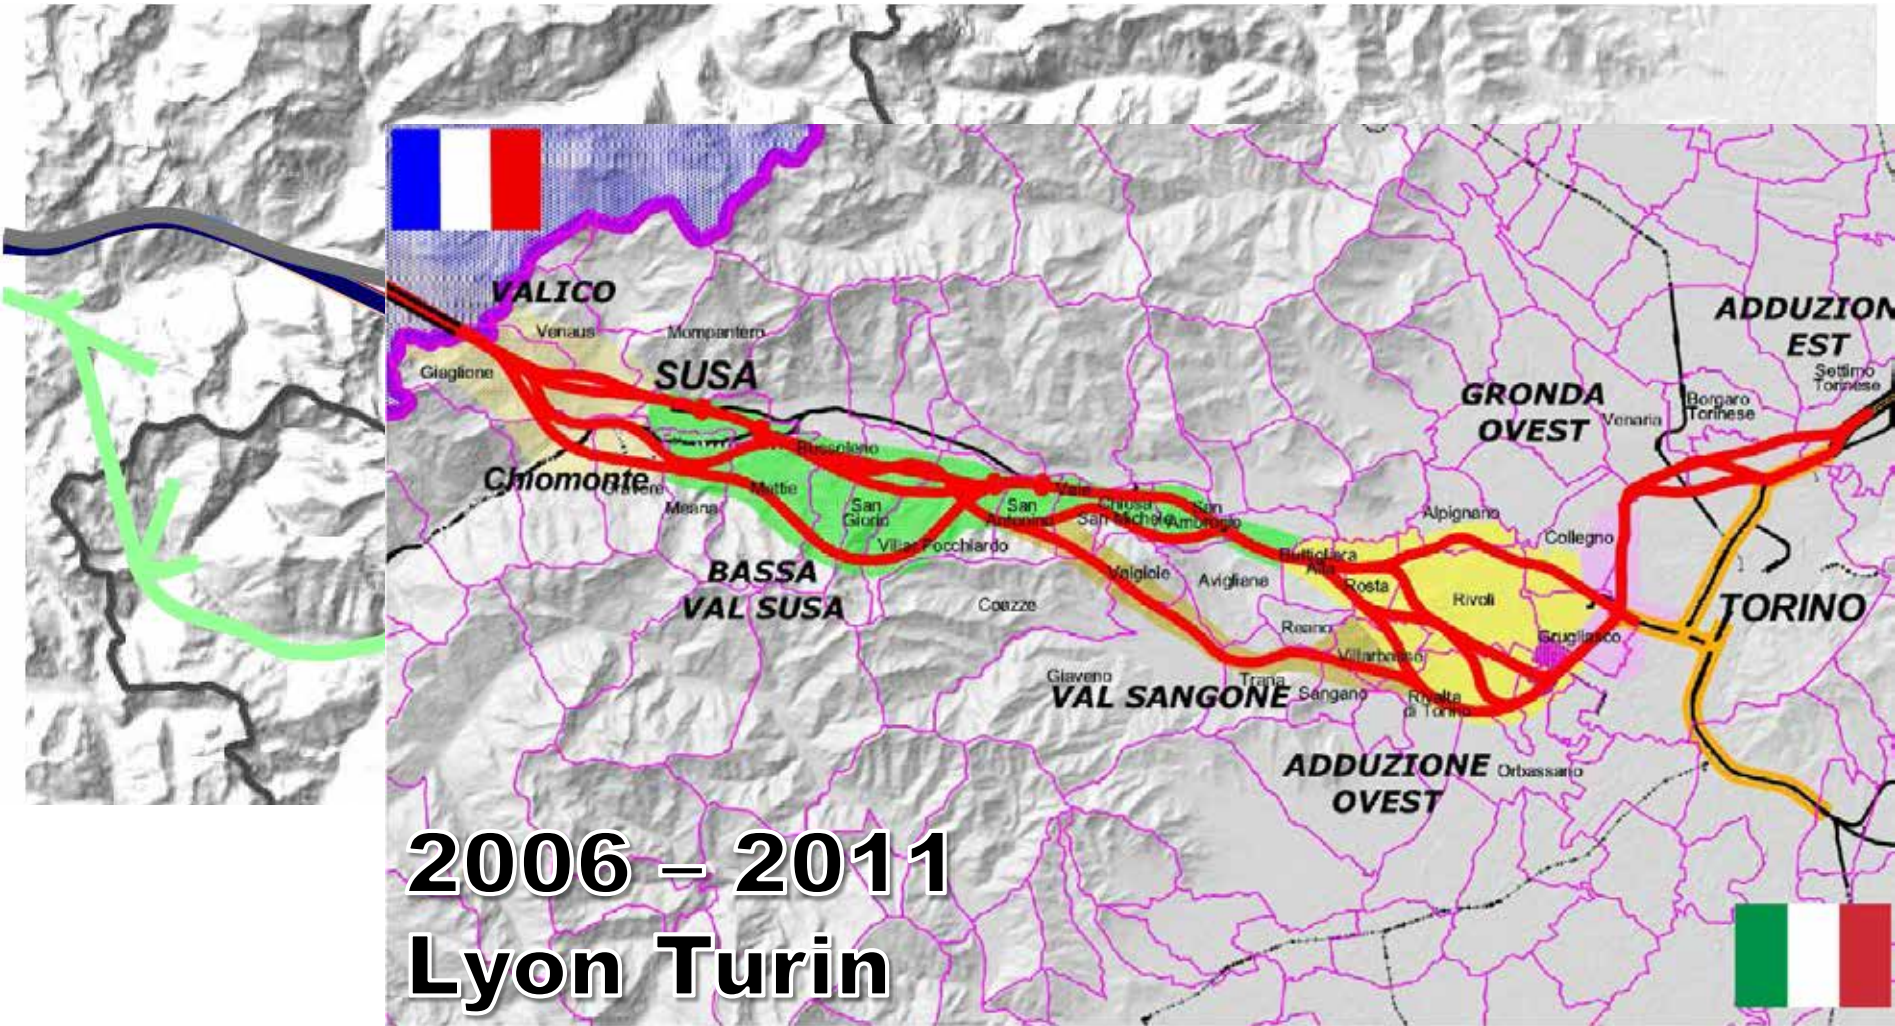 VALICO
Venaus
Mompantero
Giaglione
SUSA
ADDUZION
EST
Settimo
Torinese
GRONDA
OVEST
Venaria
Borgaro
Torinese
Bussoleno
Chiomonte
Gravere
Meana
Mattie
San
Giorio
San
Antonino
Vaie
Chiusa
San Michele
San
Ambrogio
Alpignano
Collegno
Villar Focchiardo
Buttigliera
Alta
BASSA
VAL SUSA
Valgioie
Avigliana
Rosta
Rivoli
Coazze
TORINO
Reano
Grugliasco
Villarbasse
Giaveno
Trana
Sangano
VAL SANGONE
Rivalta
di Torino
ADDUZIONE
OVEST
Orbassano
2006 – 2011
Lyon Turin